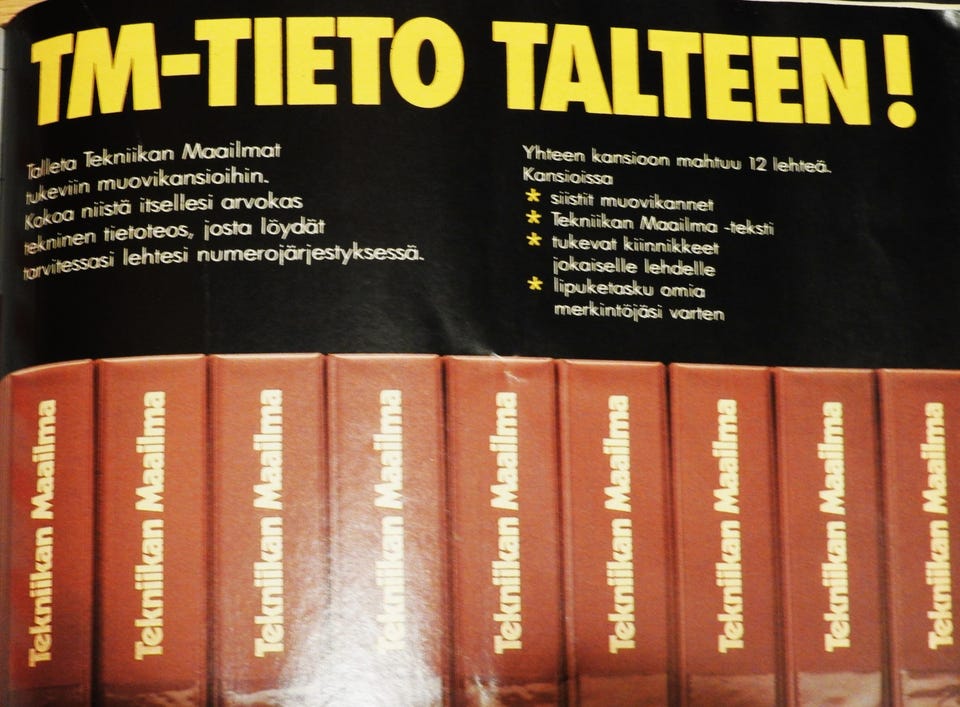 TM-TIETO TALTEEN!
Talleta Tekniikan Maailmat
tukeviin muovikansioihin.
Kokoa niistä itsellesi arvokas
tekninen tietoteos, josta löydät
tarvitessasi lehtesi numerojärjestyksessä.
Yhteen kansioon mahtuu 12 lehteä.
Kansioissa
* siistit muovikannet
* Tekniikan Maailma -teksti
* tukevat kiinnikkeet
jokaiselle lehdelle
* lipuketasku omia
merkintöjäsi varten
Tekniikan Maailma
Tekniikan Maailma
Tekniikan Maailma
Tekniikan Maailma
Tekniikan Maailma
Tekniikan Maailma
Tekniikan Maailma
Tekniikan Maailma
Tekniikan Maailma